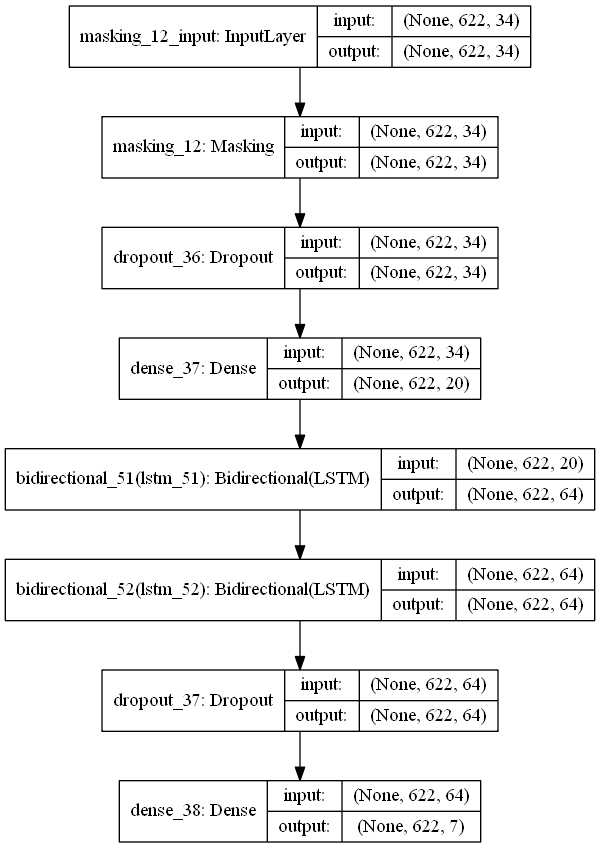 masking_12_input: InputLayer
input: (None, 622, 34)
output: (None, 622, 34)
masking_12: Masking
input: (None, 622, 34)
output: (None, 622, 34)
dropout_36: Dropout
input: (None, 622, 34)
output: (None, 622, 34)
dense_37: Dense
input: (None, 622, 34)
output: (None, 622, 20)
bidirectional_51(lstm_51): Bidirectional(LSTM)
input: (None, 622, 20)
output: (None, 622, 64)
bidirectional_52(lstm_52): Bidirectional(LSTM)
input: (None, 622, 64)
output: (None, 622, 64)
dropout_37: Dropout
input: (None, 622, 64)
output: (None, 622, 64)
dense_38: Dense
input: (None, 622, 64)
output: (None, 622, 7)